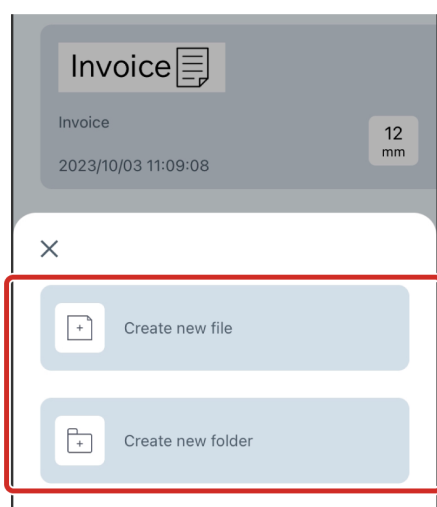 Invoice
Invoice
12
mm
2023/10/03 11:09:08
Create new file
Create new folder